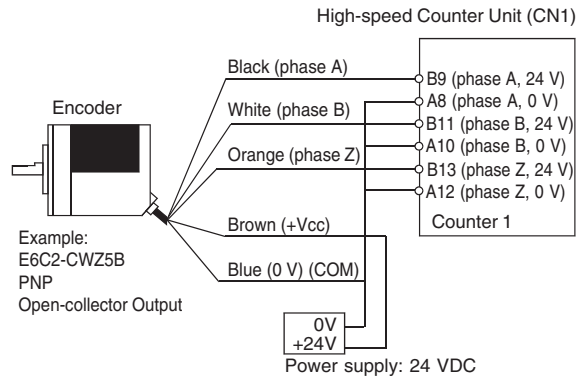 High-speed Counter Unit (CN1)
Black (phase A)
B9 (phase A, 24 V)
A8 (phase A, 0 V)
Encoder
White (phase B)
B11 (phase B, 24 V)
A10 (phase B, 0 V)
Orange (phase Z)
B13 (phase Z, 24 V)
A12 (phase Z, 0 V)
Counter 1
Brown (+Vcc)
Example:
E6C2-CWZ5B
PNP
Open-collector Output
Blue (0 V) (COM)
0V
+24V
Power supply: 24 VDC